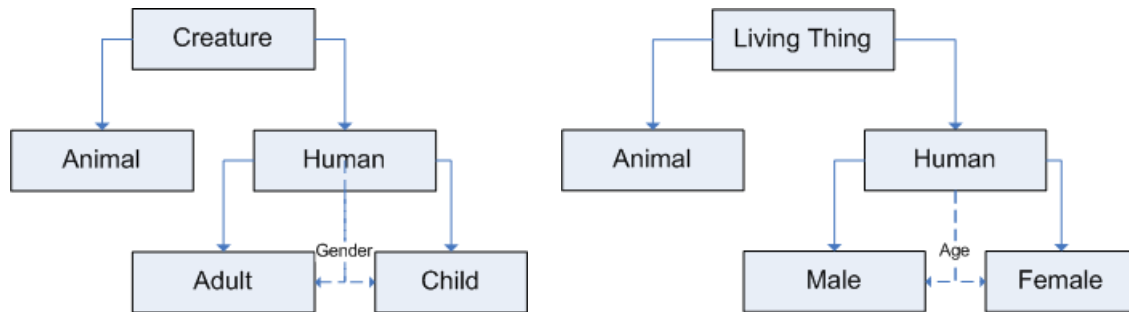 Creature
Animal
Human
Gender
Adult
Child
Living Thing
Animal
Human
Age
Male
Female